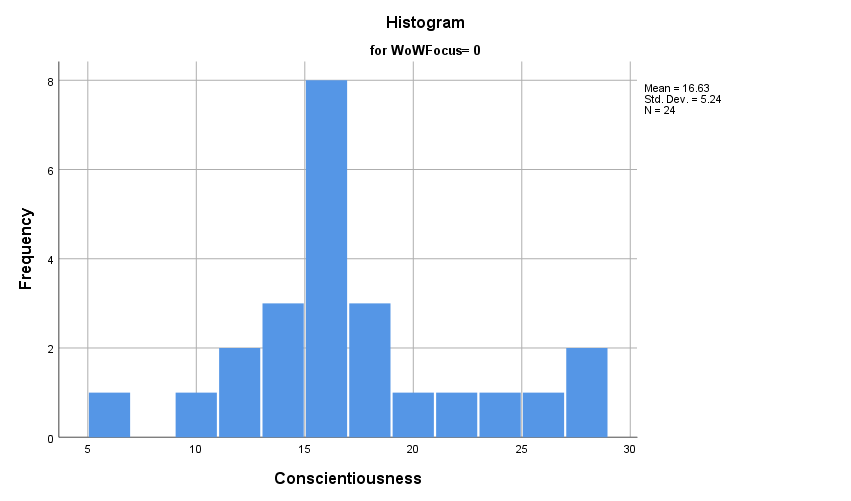 Histogram
for WoWFocus= 0
Mean = 16.63
Std. Dev. = 5.24
N = 24
Frequency
8
6
4
2
0
5
10
15
20
25
30
Conscientiousness